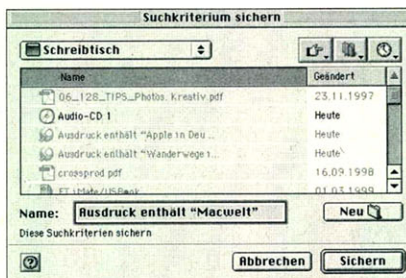 Suchkriterium sichern
Schreibtisch
Name Geändert
06_128_TIPS_Photos. Kreativ.pdf 23.11.1997
Audio-CD 1 Heute
Ausdruck enthält "Apple in Deu... Heute
Ausdruck enthält "Wanderwege i... Heute
crossprod pdf 16.09.1998
01.03.1999
Name: Ausdruck enthält "Macwelt" Neu
Diese Suchkriterien sichern
Abbrechen Sichern